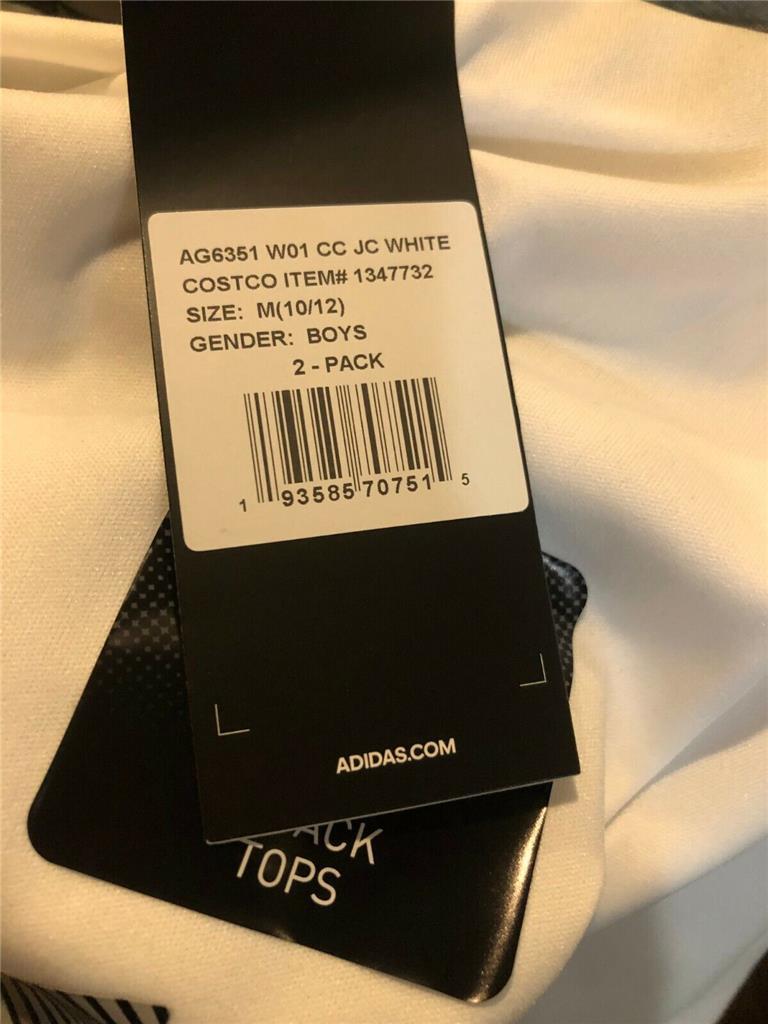 AG6351 W01 CC JC WHITE
COSTCO ITEM# 1347732
SIZE: M(10/12)
GENDER: BOYS
2 - PACK
1 93585 70751 5
ADIDAS.COM
TOPS